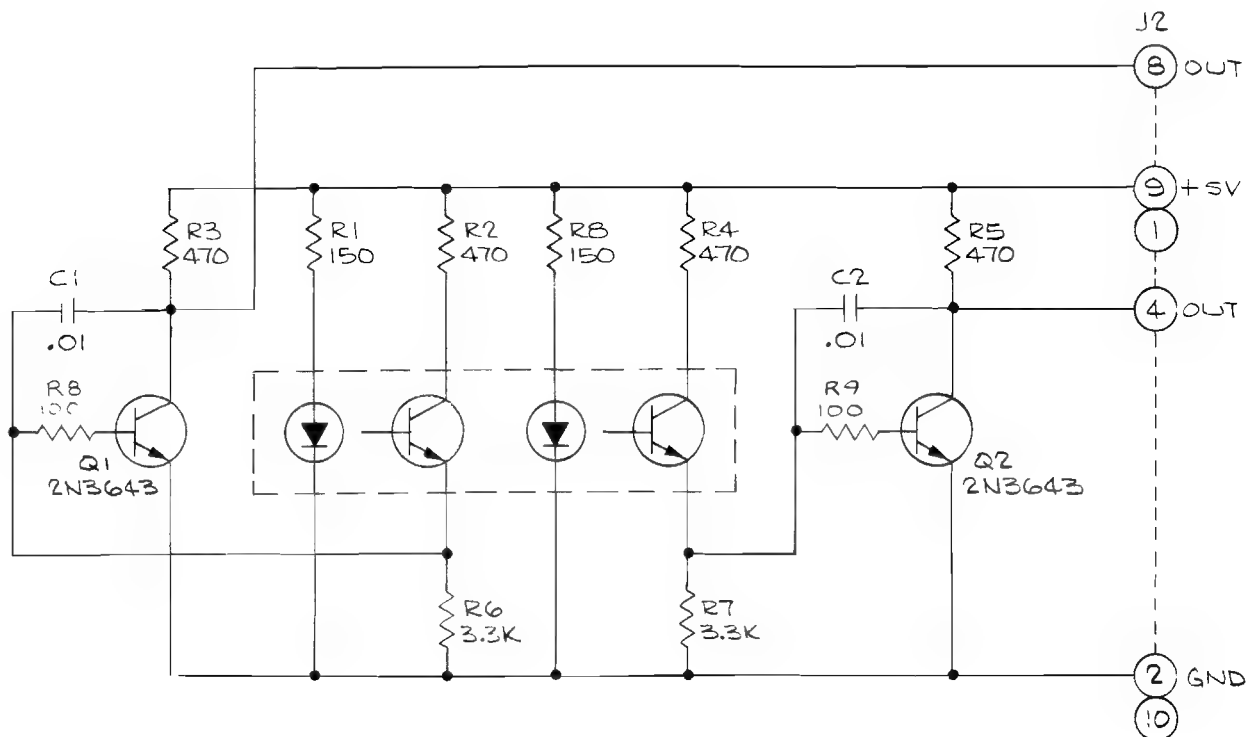 J2
8 OUT
9 +5V
1
R3
470
R1
150
R2
470
R8
150
R4
470
R5
470
C1
.01
C2
.01
4 OUT
R8
100
Q1
2N3643
R9
100
Q2
2N3643
R6
3.3K
R7
3.3K
2 GND
10